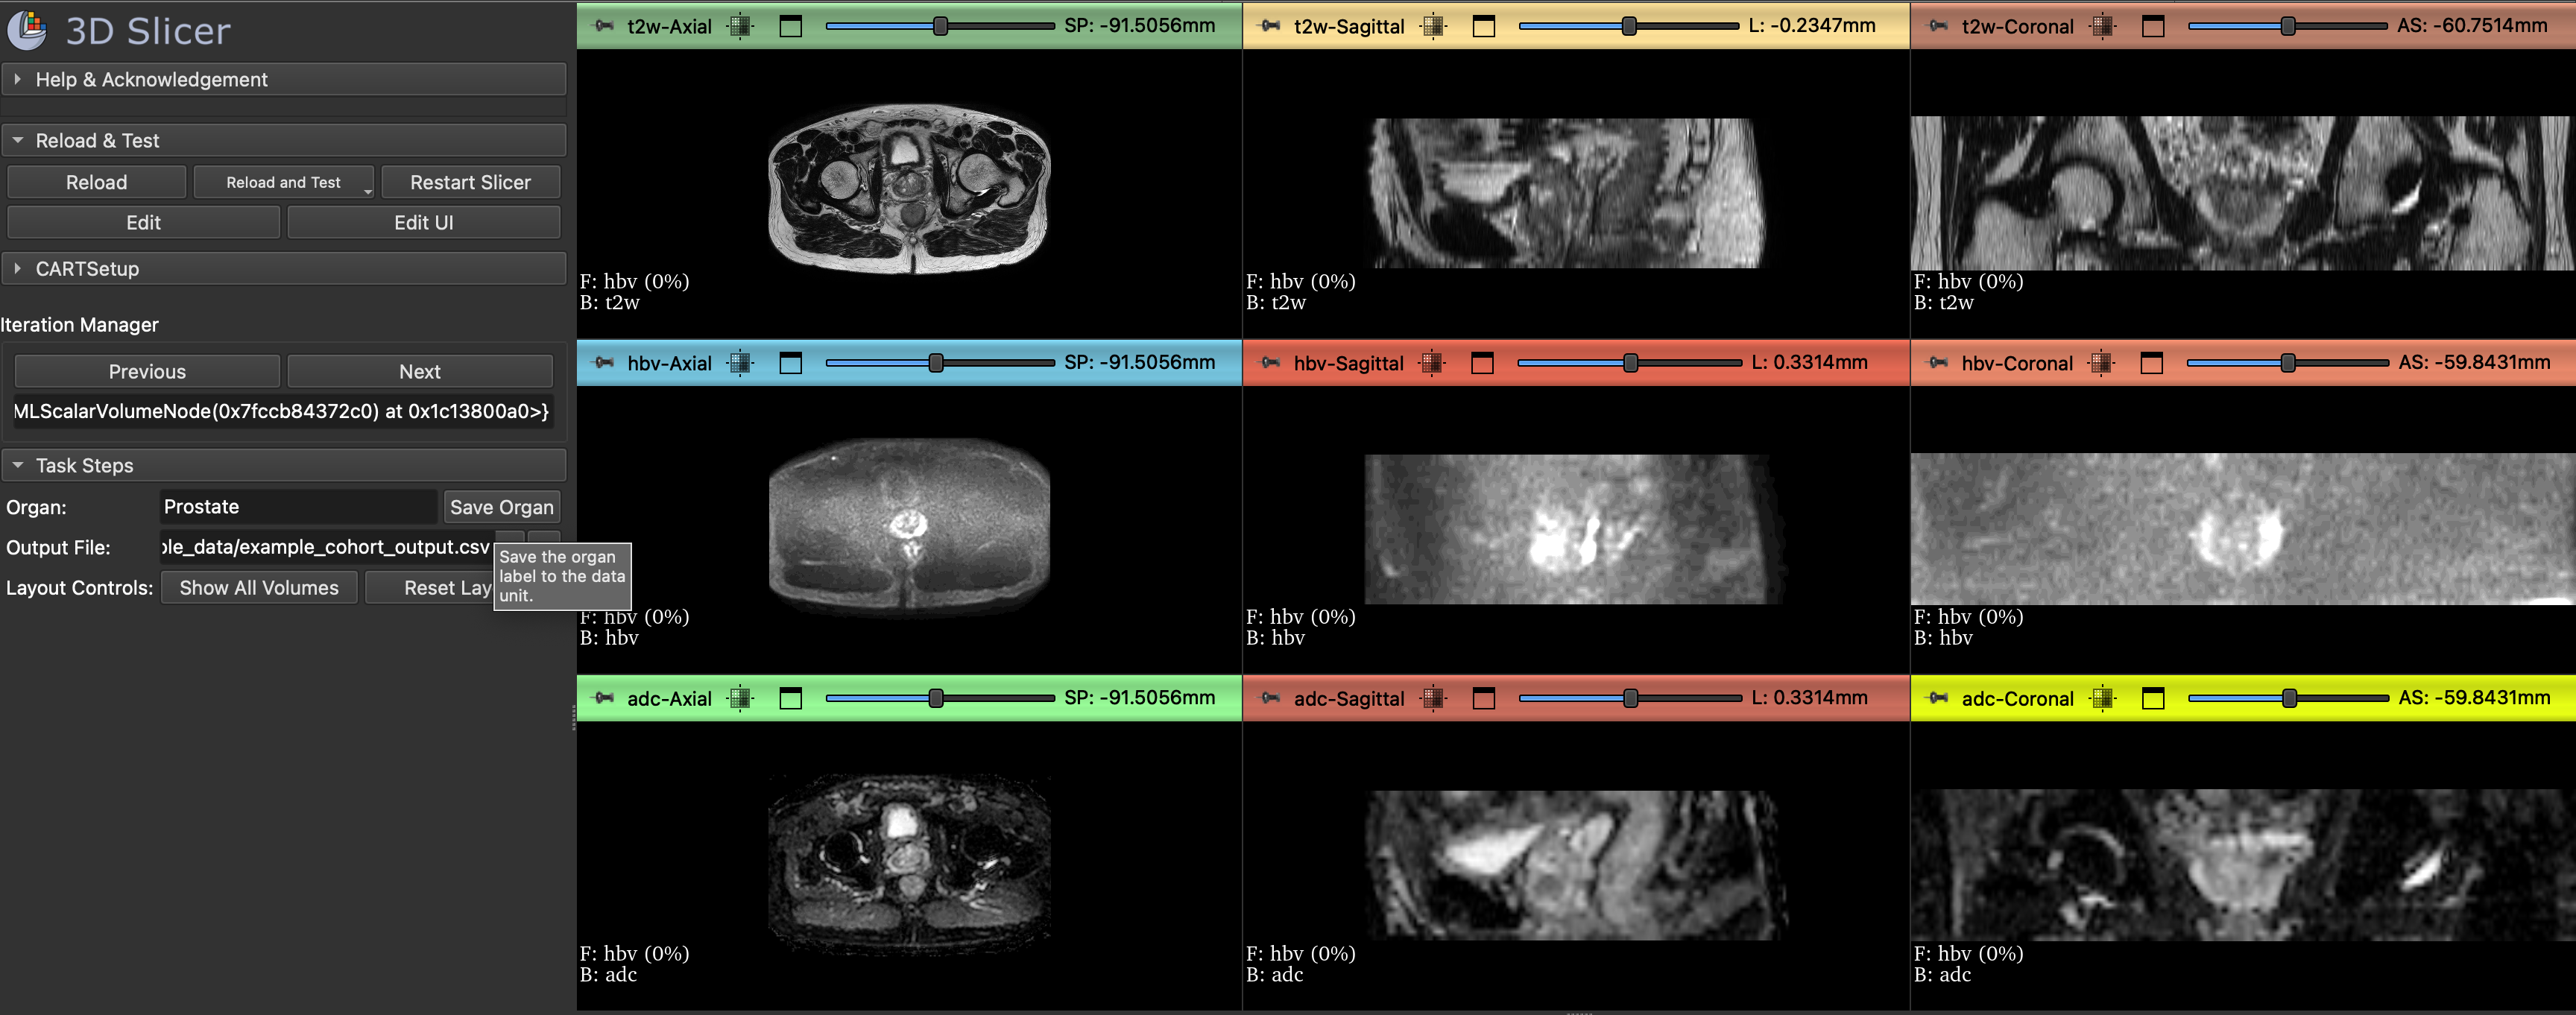 3D Slicer
Help & Acknowledgement
Reload & Test
Reload
Reload and Test
Restart Slicer
Edit
Edit UI
CARTSetup
Iteration Manager
Previous
Next
MLScalarVolumeNode(0x7fccb84372c0) at 0x1c13800a0>}
Task Steps
Organ:
Prostate
Save Organ
Output File:
ple_data/example_cohort_output.csv
Save the organ
label to the data
unit.
Layout Controls:
Show All Volumes
Reset Lay
t2w-Axial
SP: -91.5056mm
F: hbv (0%)
B: t2w
t2w-Sagittal
L: -0.2347mm
F: hbv (0%)
B: t2w
t2w-Coronal
AS: -60.7514mm
F: hbv (0%)
B: t2w
hbv-Axial
SP: -91.5056mm
F: hbv (0%)
B: hbv
hbv-Sagittal
L: 0.3314mm
F: hbv (0%)
B: hbv
hbv-Coronal
AS: -59.8431mm
F: hbv (0%)
B: hbv
adc-Axial
SP: -91.5056mm
F: hbv (0%)
B: adc
adc-Sagittal
L: 0.3314mm
F: hbv (0%)
B: adc
adc-Coronal
AS: -59.8431mm
F: hbv (0%)
B: adc